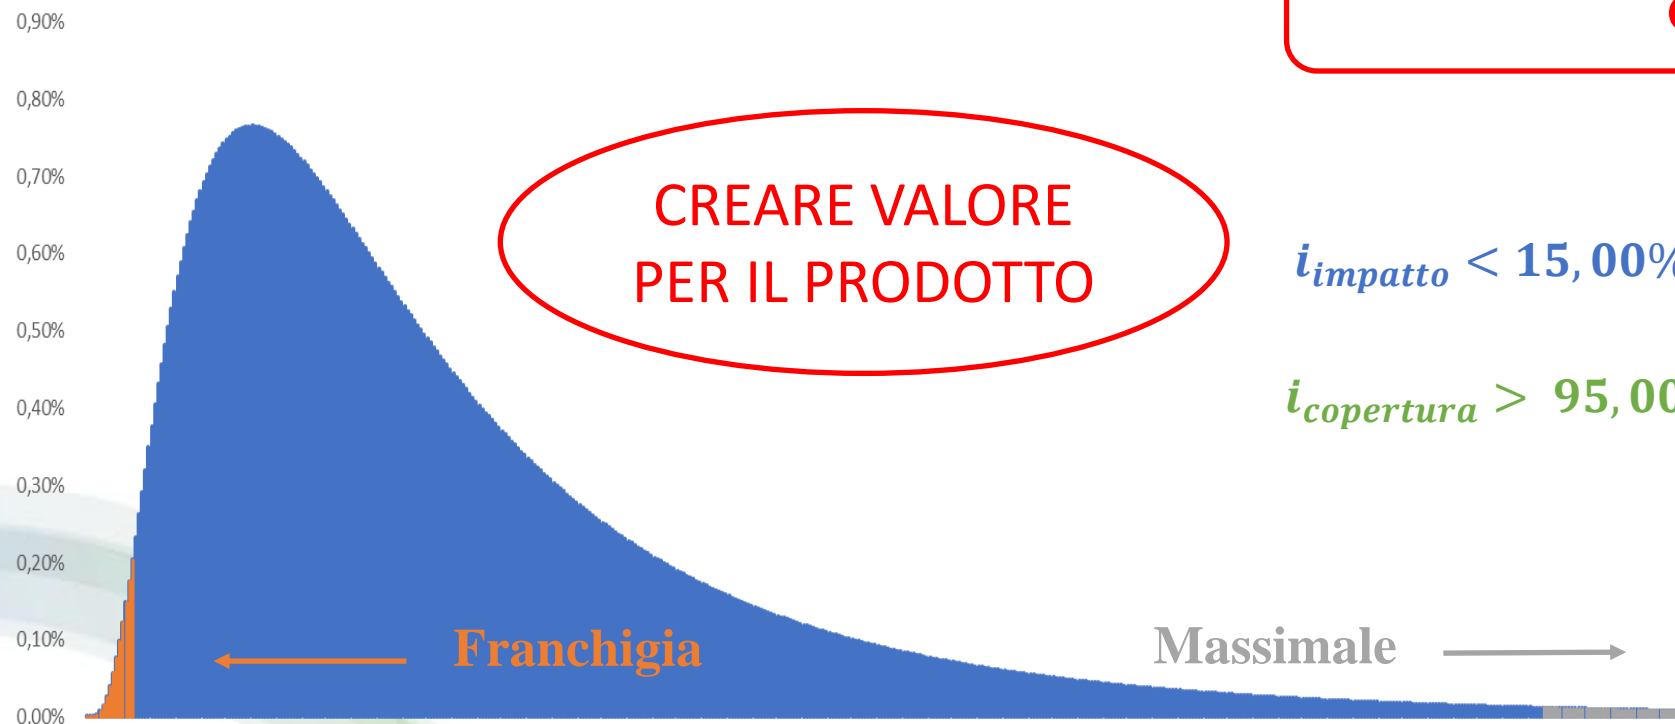 0,90%
0,80%
0,70%
0,60%
0,50%
0,40%
0,30%
0,20%
0,10%
0,00%
CREARE VALORE
PER IL PRODOTTO
i_impatto < 15,00%
i_copertura > 95,00
Franchigia
Massimale